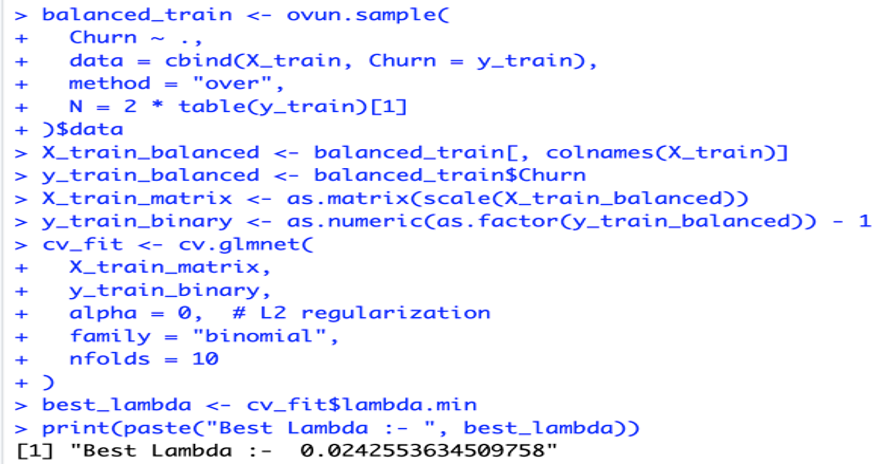 > balanced_train <- ovun.sample(
+   Churn ~ .,
+   data = cbind(X_train, Churn = y_train),
+   method = "over",
+   N = 2 * table(y_train)[1]
+ )$data
> X_train_balanced <- balanced_train[, colnames(X_train)]
> y_train_balanced <- balanced_train$Churn
> X_train_matrix <- as.matrix(scale(X_train_balanced))
> y_train_binary <- as.numeric(as.factor(y_train_balanced)) - 1
> cv_fit <- cv.glmnet(
+   X_train_matrix,
+   y_train_binary,
+   alpha = 0,  # L2 regularization
+   family = "binomial",
+   nfolds = 10
+ )
> best_lambda <- cv_fit$lambda.min
> print(paste("Best Lambda :- ", best_lambda))
[1] "Best Lambda :-  0.0242553634509758"